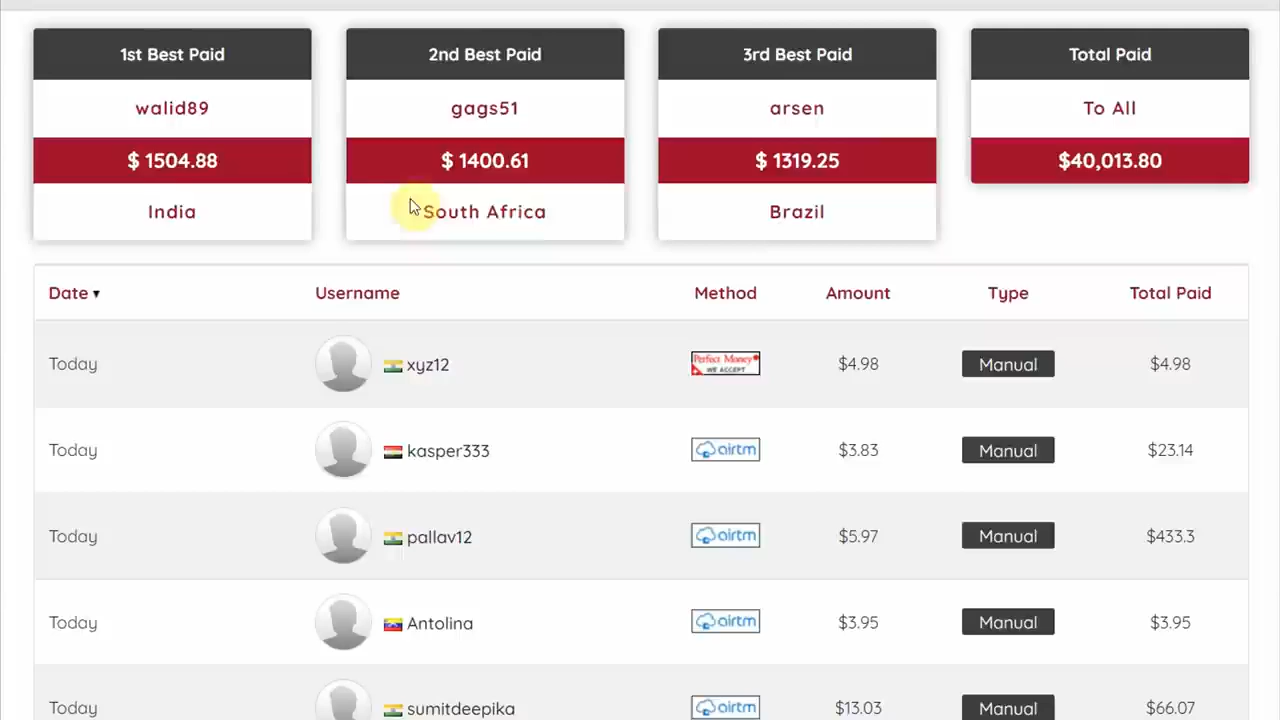 1st Best Paid
walid89
$ 1504.88
India
2nd Best Paid
gags51
$ 1400.61
South Africa
3rd Best Paid
arsen
$ 1319.25
Brazil
Total Paid
To All
$40,013.80
Date ▾ Username Method Amount Type Total Paid
Today xyz12 Perfect Money WE ACCEPT $4.98 Manual $4.98
Today kasper333 airtm $3.83 Manual $23.14
Today pallav12 airtm $5.97 Manual $433.3
Today Antolina airtm $3.95 Manual $3.95
Today sumitdeepika airtm $13.03 Manual $66.07